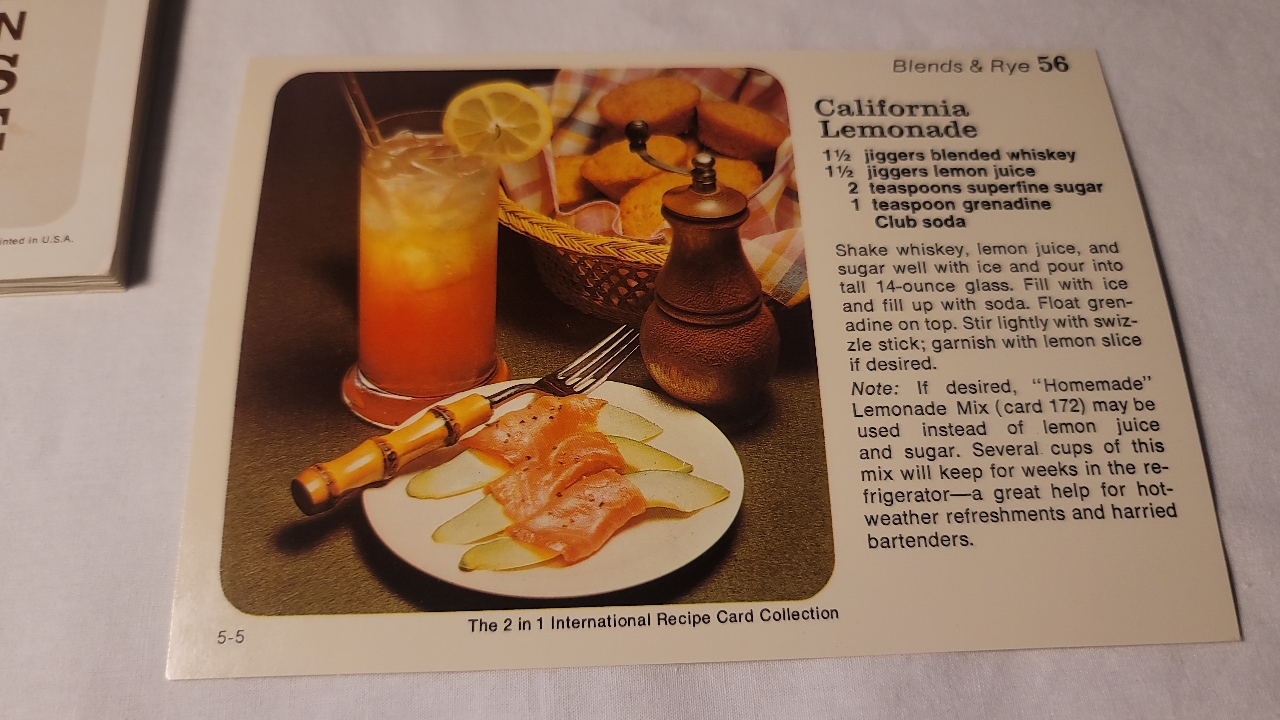 N
S
E
Printed in U.S.A.
Blends & Rye 56
California
Lemonade
1½ jiggers blended whiskey
1½ jiggers lemon juice
2 teaspoons superfine sugar
1 teaspoon grenadine
Club soda
Shake whiskey, lemon juice, and
sugar well with ice and pour into
tall 14-ounce glass. Fill with ice
and fill up with soda. Float gren-
adine on top. Stir lightly with swiz-
zle stick; garnish with lemon slice
if desired.
Note: If desired, “Homemade”
Lemonade Mix (card 172) may be
used instead of lemon juice
and sugar. Several cups of this
mix will keep for weeks in the re-
frigerator—a great help for hot-
weather refreshments and harried
bartenders.
The 2 in 1 International Recipe Card Collection
5-5